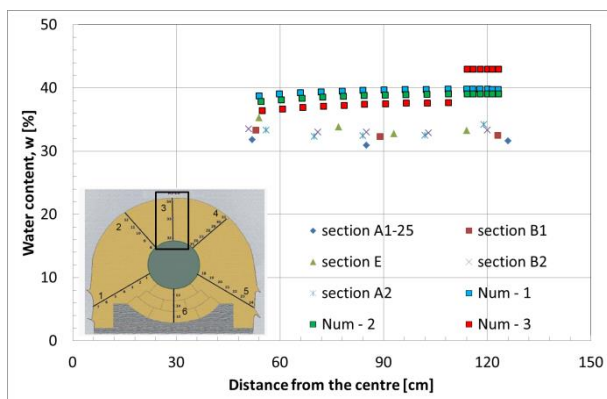 50
40
30
20
10
0
Water content, w [%]
1
2
3
4
5
6
section A1-25
section B1
section E
section B2
section A2
Num - 1
Num - 2
Num - 3
0
30
60
90
120
150
Distance from the centre [cm]